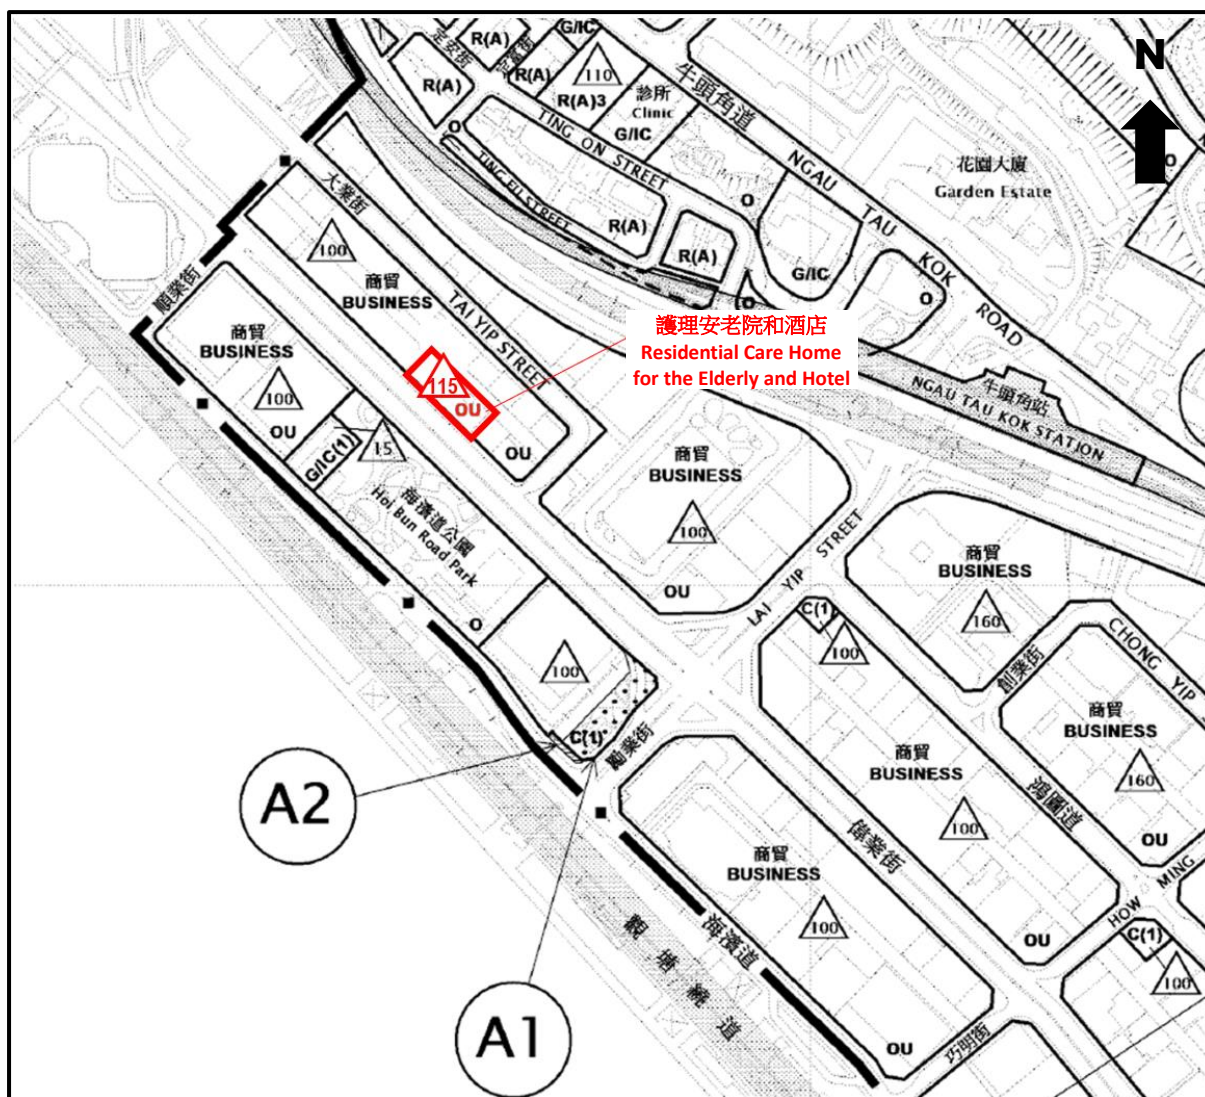 N
G/IC
R(A)
定安街
R(A)
R(A)
110
R(A)3
診所
Clinic
G/IC
牛頭角道
NGAU TAU KOK ROAD
花園大廈
Garden Estate
O
O
TING ON STREET
TING FU STREET
R(A)
R(A)
O
G/IC
O
O
大業街
100
商貿
BUSINESS
TAI YIP STREET
順業街
商貿
BUSINESS
100
OU
115
OU
OU
護理安老院和酒店
Residential Care Home
for the Elderly and Hotel
牛頭角站
NGAU TAU KOK STATION
G/IC(1)
15
海濱道公園
Hoi Bun Road Park
O
商貿
BUSINESS
100
OU
LAI YIP STREET
商貿
BUSINESS
160
創業街
CHONG YIP
C(1)
100
100
C(1)
勵業街
A2
A1
商貿
BUSINESS
100
鴻圖道
商貿
BUSINESS
160
OU
HOW MING
偉業街
商貿
BUSINESS
100
OU
C(1)
100
海濱道
觀塘繞道
OU
巧明街